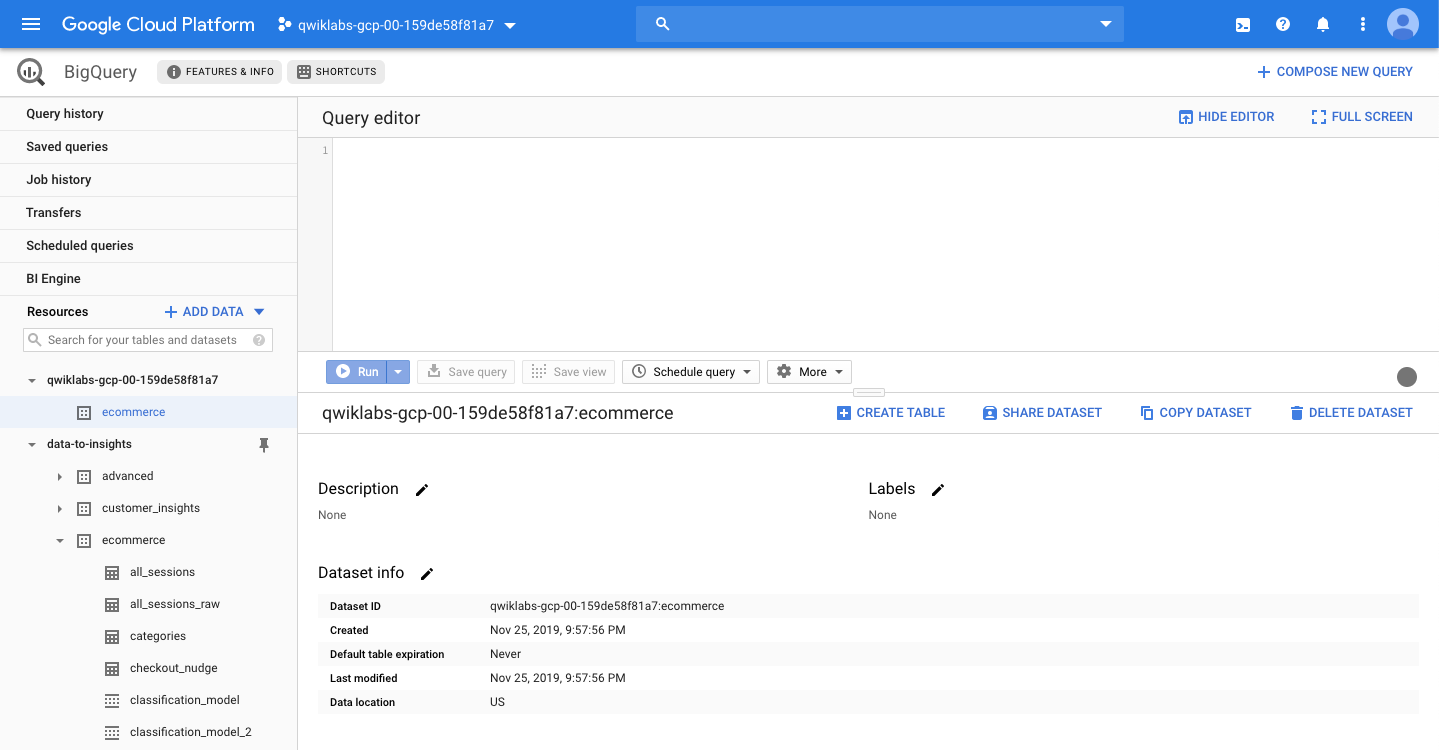 Google Cloud Platform qwiklabs-gcp-00-159de58f81a7
BigQuery FEATURES & INFO SHORTCUTS COMPOSE NEW QUERY
Query history
Saved queries
Job history
Transfers
Scheduled queries
BI Engine
Resources ADD DATA
Search for your tables and datasets
qwiklabs-gcp-00-159de58f81a7
ecommerce
data-to-insights
advanced
customer_insights
ecommerce
all_sessions
all_sessions_raw
categories
checkout_nudge
classification_model
classification_model_2
Query editor HIDE EDITOR FULL SCREEN
1
Run Save query Save view Schedule query More
qwiklabs-gcp-00-159de58f81a7:ecommerce CREATE TABLE SHARE DATASET COPY DATASET DELETE DATASET
Description Labels
None None
Dataset info
Dataset ID qwiklabs-gcp-00-159de58f81a7:ecommerce
Created Nov 25, 2019, 9:57:56 PM
Default table expiration Never
Last modified Nov 25, 2019, 9:57:56 PM
Data location US